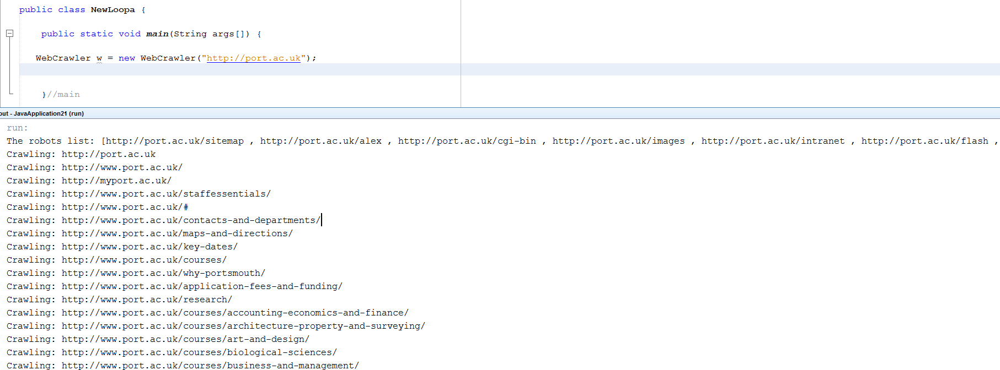 public class NewLoopa {
public static void main(String args[]) {
WebCrawler w = new WebCrawler("http://port.ac.uk");
}//main
out - JavaApplication21 (run)
run:
The robots list: [http://port.ac.uk/sitemap , http://port.ac.uk/alex , http://port.ac.uk/cgi-bin , http://port.ac.uk/images , http://port.ac.uk/intranet , http://port.ac.uk/flash ,
Crawling: http://port.ac.uk
Crawling: http://www.port.ac.uk/
Crawling: http://myport.ac.uk/
Crawling: http://www.port.ac.uk/staffessentials/
Crawling: http://www.port.ac.uk/#
Crawling: http://www.port.ac.uk/contacts-and-departments/
Crawling: http://www.port.ac.uk/maps-and-directions/
Crawling: http://www.port.ac.uk/key-dates/
Crawling: http://www.port.ac.uk/courses/
Crawling: http://www.port.ac.uk/why-portsmouth/
Crawling: http://www.port.ac.uk/application-fees-and-funding/
Crawling: http://www.port.ac.uk/research/
Crawling: http://www.port.ac.uk/courses/accounting-economics-and-finance/
Crawling: http://www.port.ac.uk/courses/architecture-property-and-surveying/
Crawling: http://www.port.ac.uk/courses/art-and-design/
Crawling: http://www.port.ac.uk/courses/biological-sciences/
Crawling: http://www.port.ac.uk/courses/business-and-management/